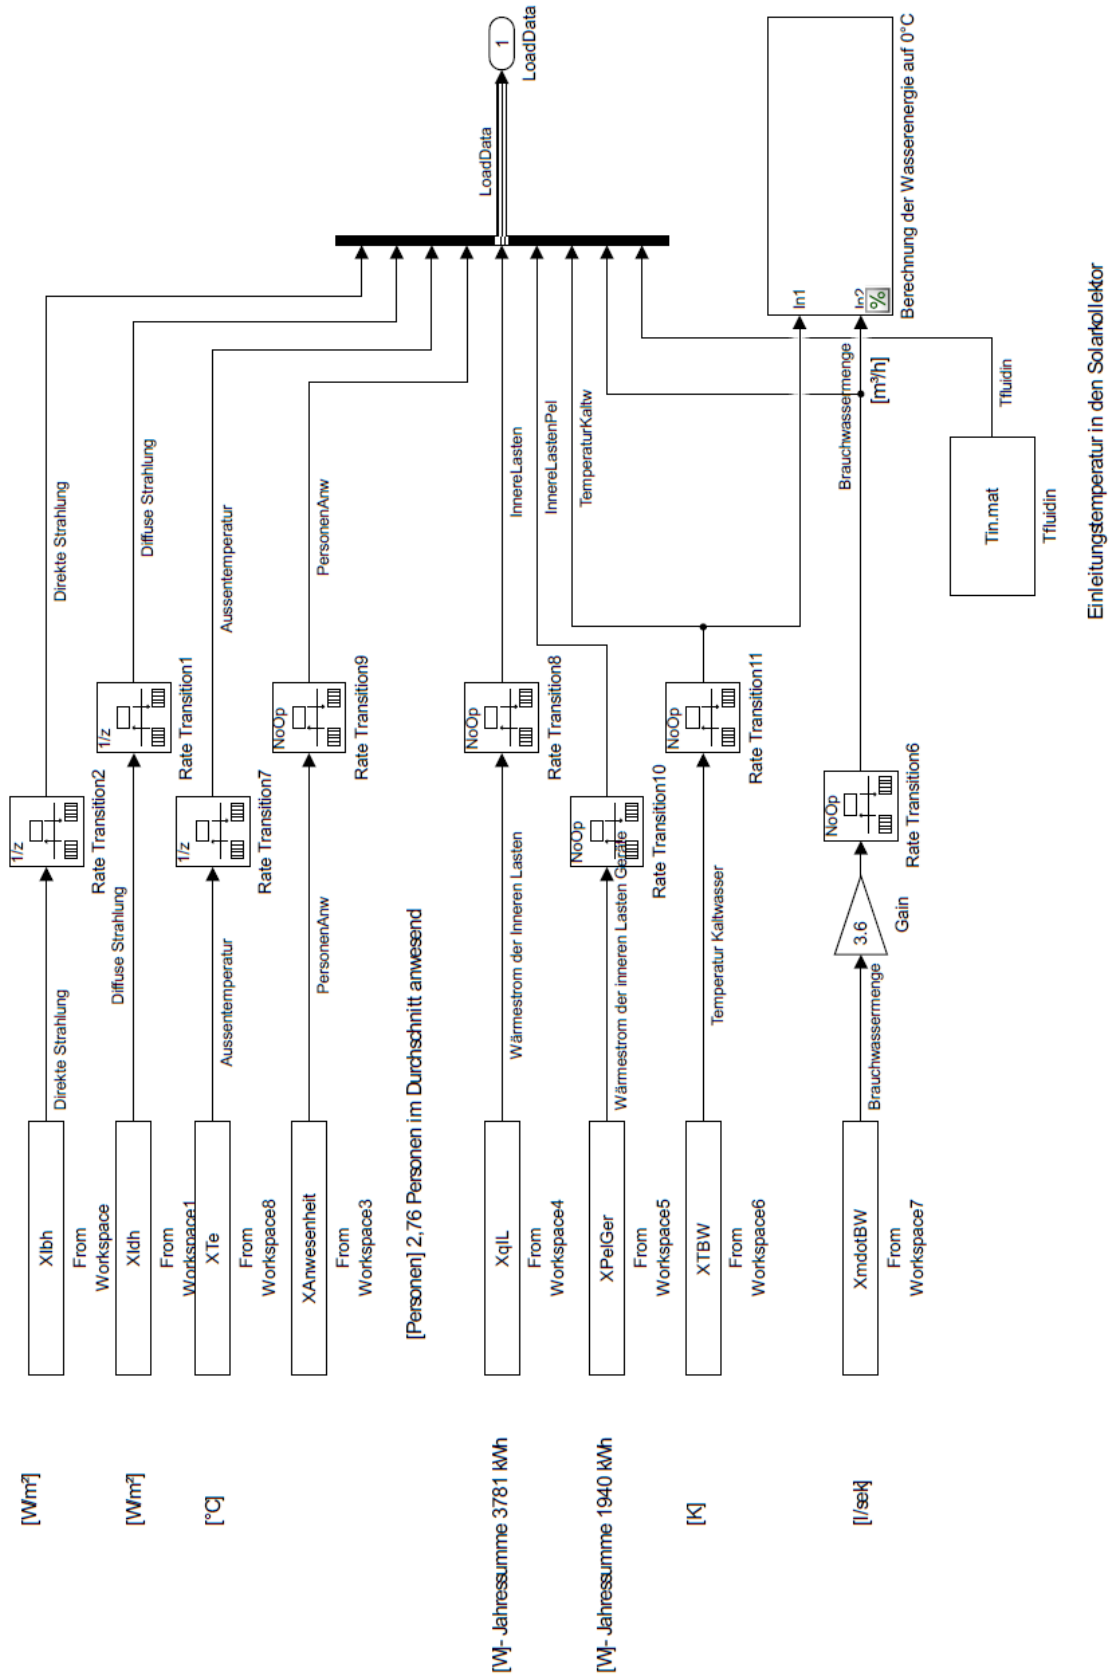 [W/m²]
XIbh
From
Workspace
Direkte Strahlung
1/z
Rate Transition2
Direkte Strahlung
[W/m²]
XIdh
From
Workspace1
Diffuse Strahlung
1/z
Rate Transition1
Diffuse Strahlung
[°C]
XTe
From
Workspace8
Aussentemperatur
1/z
Rate Transition7
Aussentemperatur
XAnwesenheit
From
Workspace3
PersonenAnw
NoOp
Rate Transition9
PersonenAnw
[Personen] 2,76 Personen im Durchschnitt anwesend
[W]- Jahressumme 3781 kWh
XqIL
From
Workspace4
Wärmestrom der Inneren Lasten
NoOp
Rate Transition8
InnereLasten
LoadData
1
LoadData
[W]- Jahressumme 1940 kWh
XPelGer
From
Workspace5
Wärmestrom der inneren Lasten Geräte
NoOp
Rate Transition10
InnereLastenPel
[K]
XTBW
From
Workspace6
Temperatur Kaltwasser
NoOp
Rate Transition11
TemperaturKaltw
[l/sek]
XmdotBW
From
Workspace7
Brauchwassermenge
3.6
Gain
NoOp
Rate Transition6
Brauchwassermenge
[m³/h]
In1
In2
%
Berechnung der Wasserenergie auf 0°C
Tin.mat
Tfluidin
Tfluidin
Einleitungstemperatur in den Solarkollektor